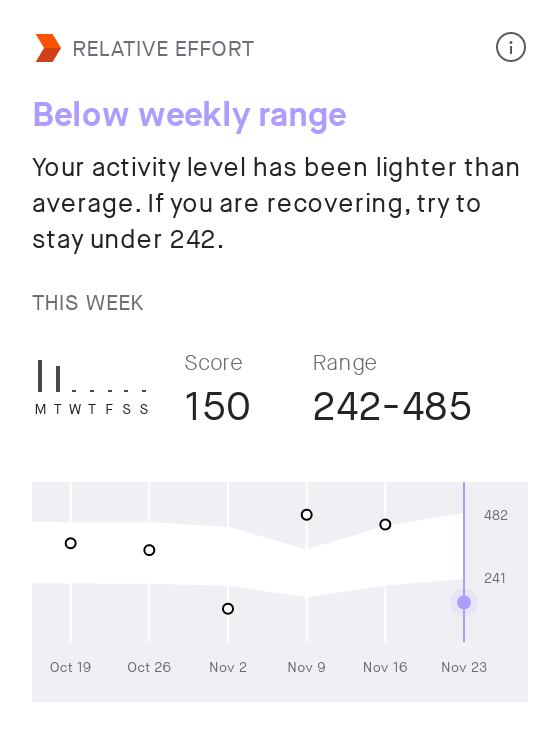 RELATIVE EFFORT
Below weekly range
Your activity level has been lighter than
average. If you are recovering, try to
stay under 242.
THIS WEEK
Score Range
150 242-485
M T W T F S S
482
241
Oct 19 Oct 26 Nov 2 Nov 9 Nov 16 Nov 23